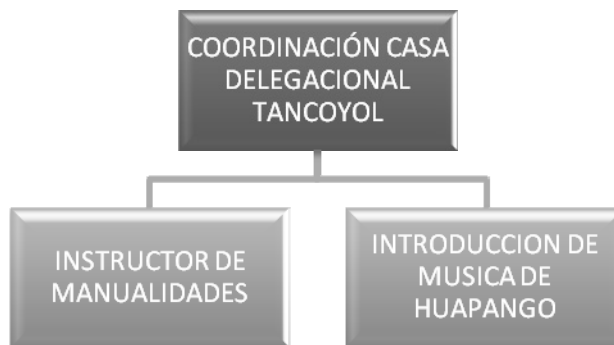 COORDINACIÓN CASA
DELEGACIONAL
TANCOYOL
INSTRUCTOR DE
MANUALIDADES
INTRODUCCION DE
MUSICA DE
HUAPANGO